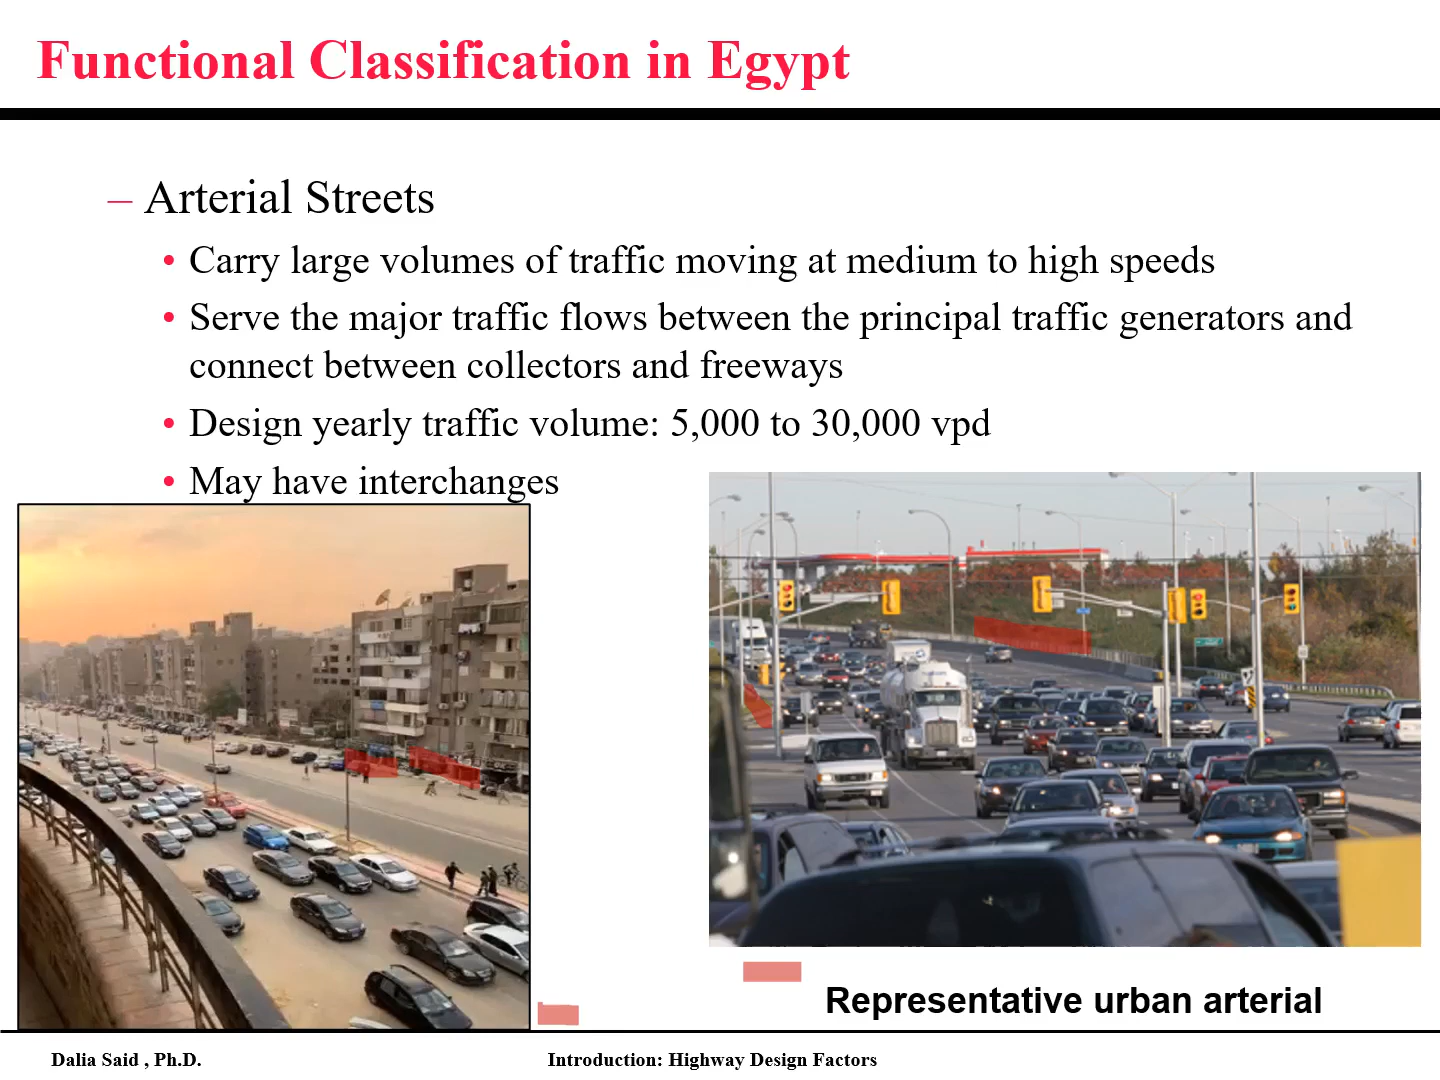 Functional Classification in Egypt
– Arterial Streets
• Carry large volumes of traffic moving at medium to high speeds
• Serve the major traffic flows between the principal traffic generators and
connect between collectors and freeways
• Design yearly traffic volume: 5,000 to 30,000 vpd
• May have interchanges
Representative urban arterial
Dalia Said , Ph.D.
Introduction: Highway Design Factors